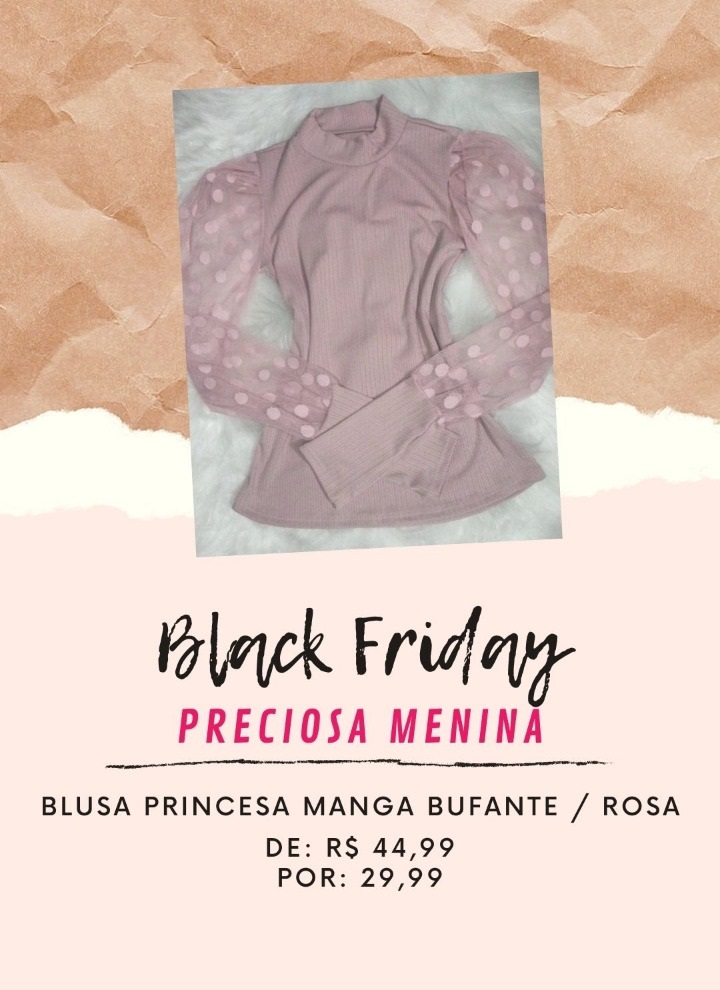 Black Friday
PRECIOSA MENINA
BLUSA PRINCESA MANGA BUFANTE / ROSA
DE: R$ 44,99
POR: 29,99